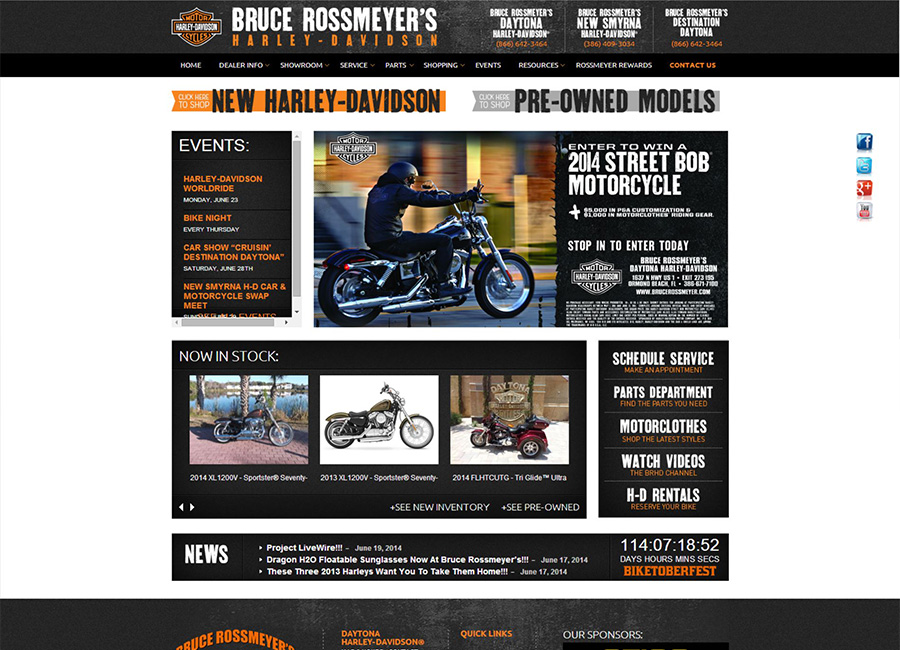 MOTOR
HARLEY-DAVIDSON
CYCLES
BRUCE ROSSMEYER'S
HARLEY-DAVIDSON
BRUCE ROSSMEYER'S
DAYTONA
HARLEY-DAVIDSON®
(866) 642-3464
BRUCE ROSSMEYER'S
NEW SMYRNA
HARLEY-DAVIDSON®
(386) 409-3034
BRUCE ROSSMEYER'S
DESTINATION
DAYTONA
(866) 642-3464
HOME DEALER INFO SHOWROOM SERVICE PARTS SHOPPING EVENTS RESOURCES ROSSMEYER REWARDS CONTACT US
CLICK HERE
TO SHOP
NEW HARLEY-DAVIDSON
CLICK HERE
TO SHOP
PRE-OWNED MODELS
EVENTS:
HARLEY-DAVIDSON
WORLDRIDE
MONDAY, JUNE 23
BIKE NIGHT
EVERY THURSDAY
CAR SHOW "CRUISIN'
DESTINATION DAYTONA"
SATURDAY, JUNE 28TH
NEW SMYRNA H-D CAR &
MOTORCYCLE SWAP
MEET
MOTOR
HARLEY-DAVIDSON
CYCLES
ENTER TO WIN A
2014 STREET BOB
MOTORCYCLE
+ $5,000 IN P&A CUSTOMIZATION &
$1,000 IN MOTORCLOTHES® RIDING GEAR.
STOP IN TO ENTER TODAY
MOTOR
HARLEY-DAVIDSON
CYCLES
BRUCE ROSSMEYER'S
DAYTONA HARLEY-DAVIDSON
1637 N HWY US 1 • EXIT 273 I95
ORMOND BEACH, FL • 386-671-7100
WWW.BRUCEROSSMEYER.COM
NOW IN STOCK:
DAYTONA
2014 XL1200V - Sportster® Seventy-
2013 XL1200V - Sportster® Seventy-
2014 FLHTCUTG - Tri Glide™ Ultra
+SEE NEW INVENTORY +SEE PRE-OWNED
SCHEDULE SERVICE
MAKE AN APPOINTMENT
PARTS DEPARTMENT
FIND THE PARTS YOU NEED
MOTORCLOTHES
SHOP THE LATEST STYLES
WATCH VIDEOS
THE BRHD CHANNEL
H-D RENTALS
RESERVE YOUR BIKE
NEWS
Project LiveWire!!! – June 19, 2014
Dragon H2O Floatable Sunglasses Now At Bruce Rossmeyer's!!! – June 17, 2014
These Three 2013 Harleys Want You To Take Them Home!!! – June 17, 2014
114:07:18:52
DAYS HOURS MINS SECS
BIKETOBERFEST
BRUCE ROSSMEYER'S
DAYTONA
HARLEY-DAVIDSON®
QUICK LINKS
OUR SPONSORS: